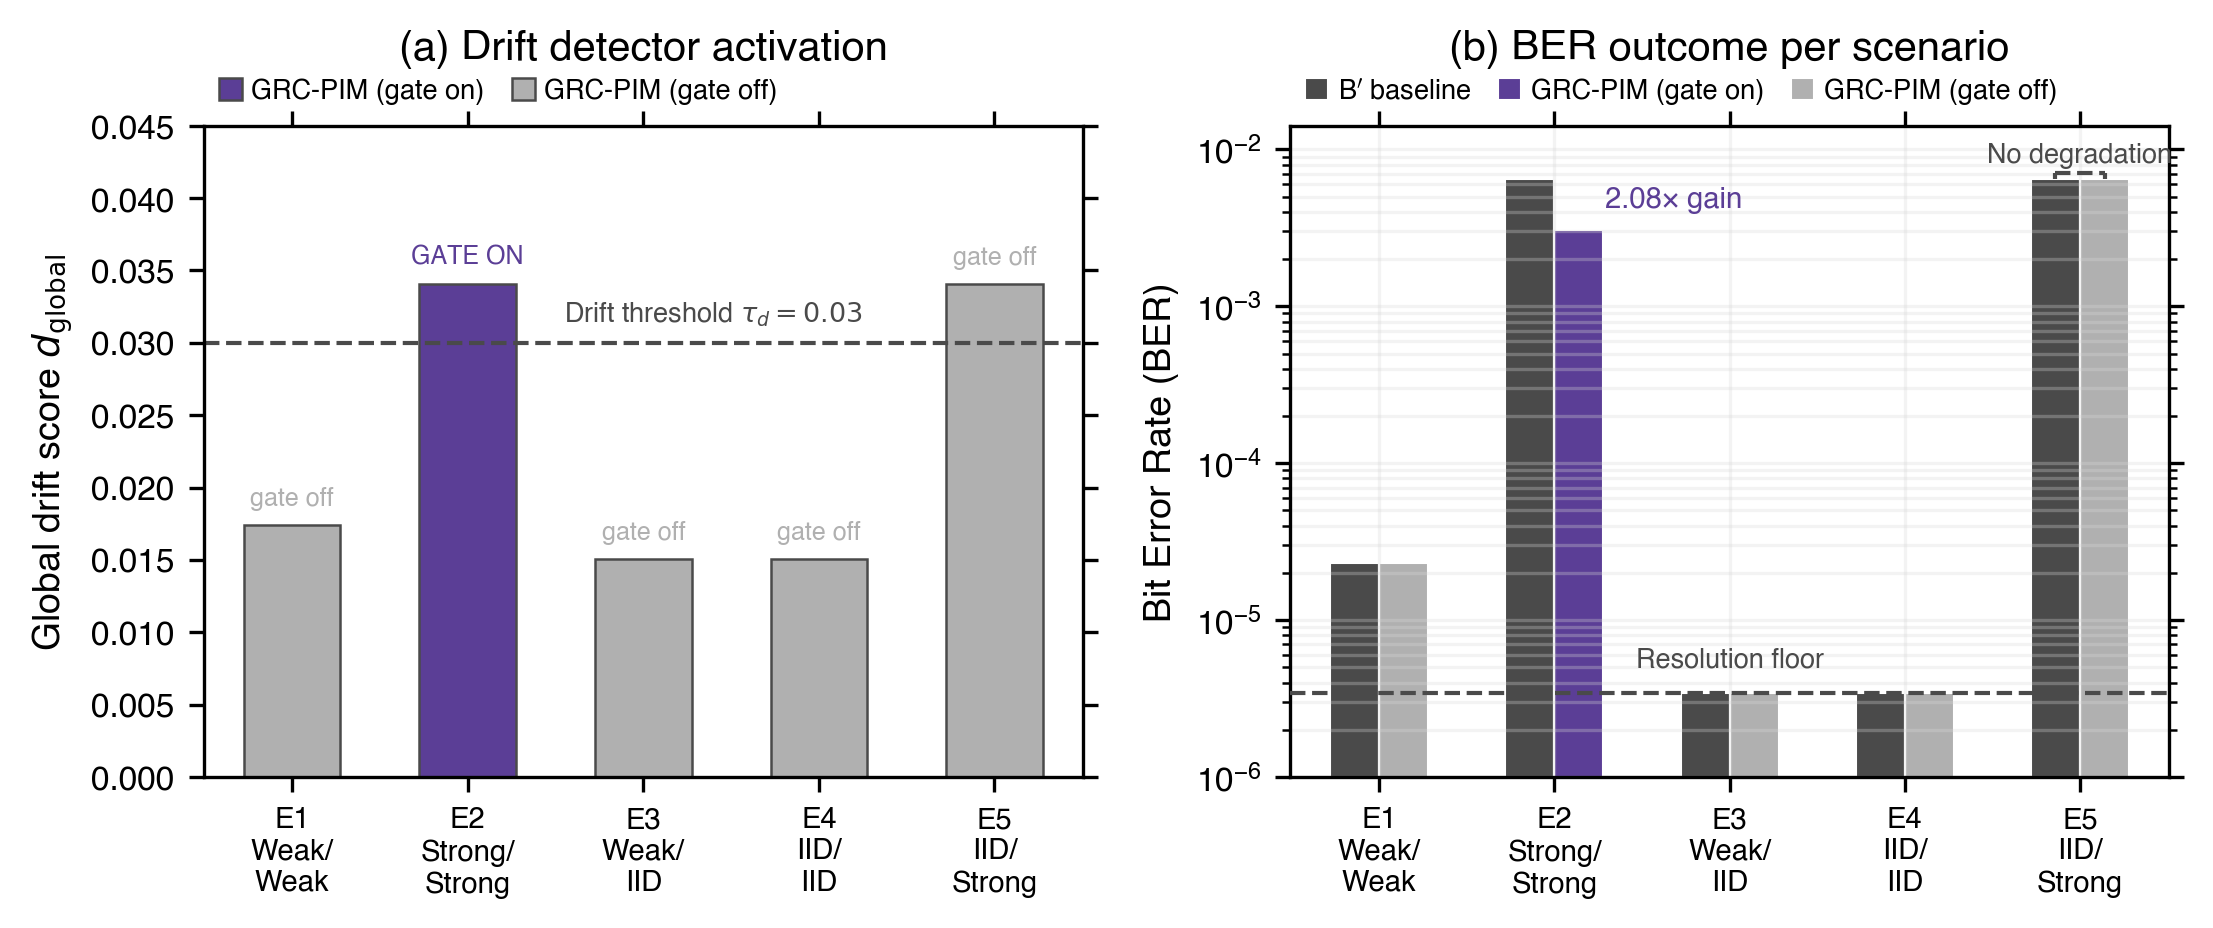 (a) Drift detector activation
GRC-PIM (gate on)
GRC-PIM (gate off)
0.045
0.040
0.035
0.030
0.025
0.020
0.015
0.010
0.005
0.000
Global drift score d_global
gate off
GATE ON
gate off
gate off
gate off
Drift threshold τ_d = 0.03
E1
Weak/
Weak
E2
Strong/
Strong
E3
Weak/
IID
E4
IID/
IID
E5
IID/
Strong
(b) BER outcome per scenario
B′ baseline
GRC-PIM (gate on)
GRC-PIM (gate off)
10⁻²
10⁻³
10⁻⁴
10⁻⁵
10⁻⁶
Bit Error Rate (BER)
2.08× gain
No degradation
Resolution floor
E1
Weak/
Weak
E2
Strong/
Strong
E3
Weak/
IID
E4
IID/
IID
E5
IID/
Strong